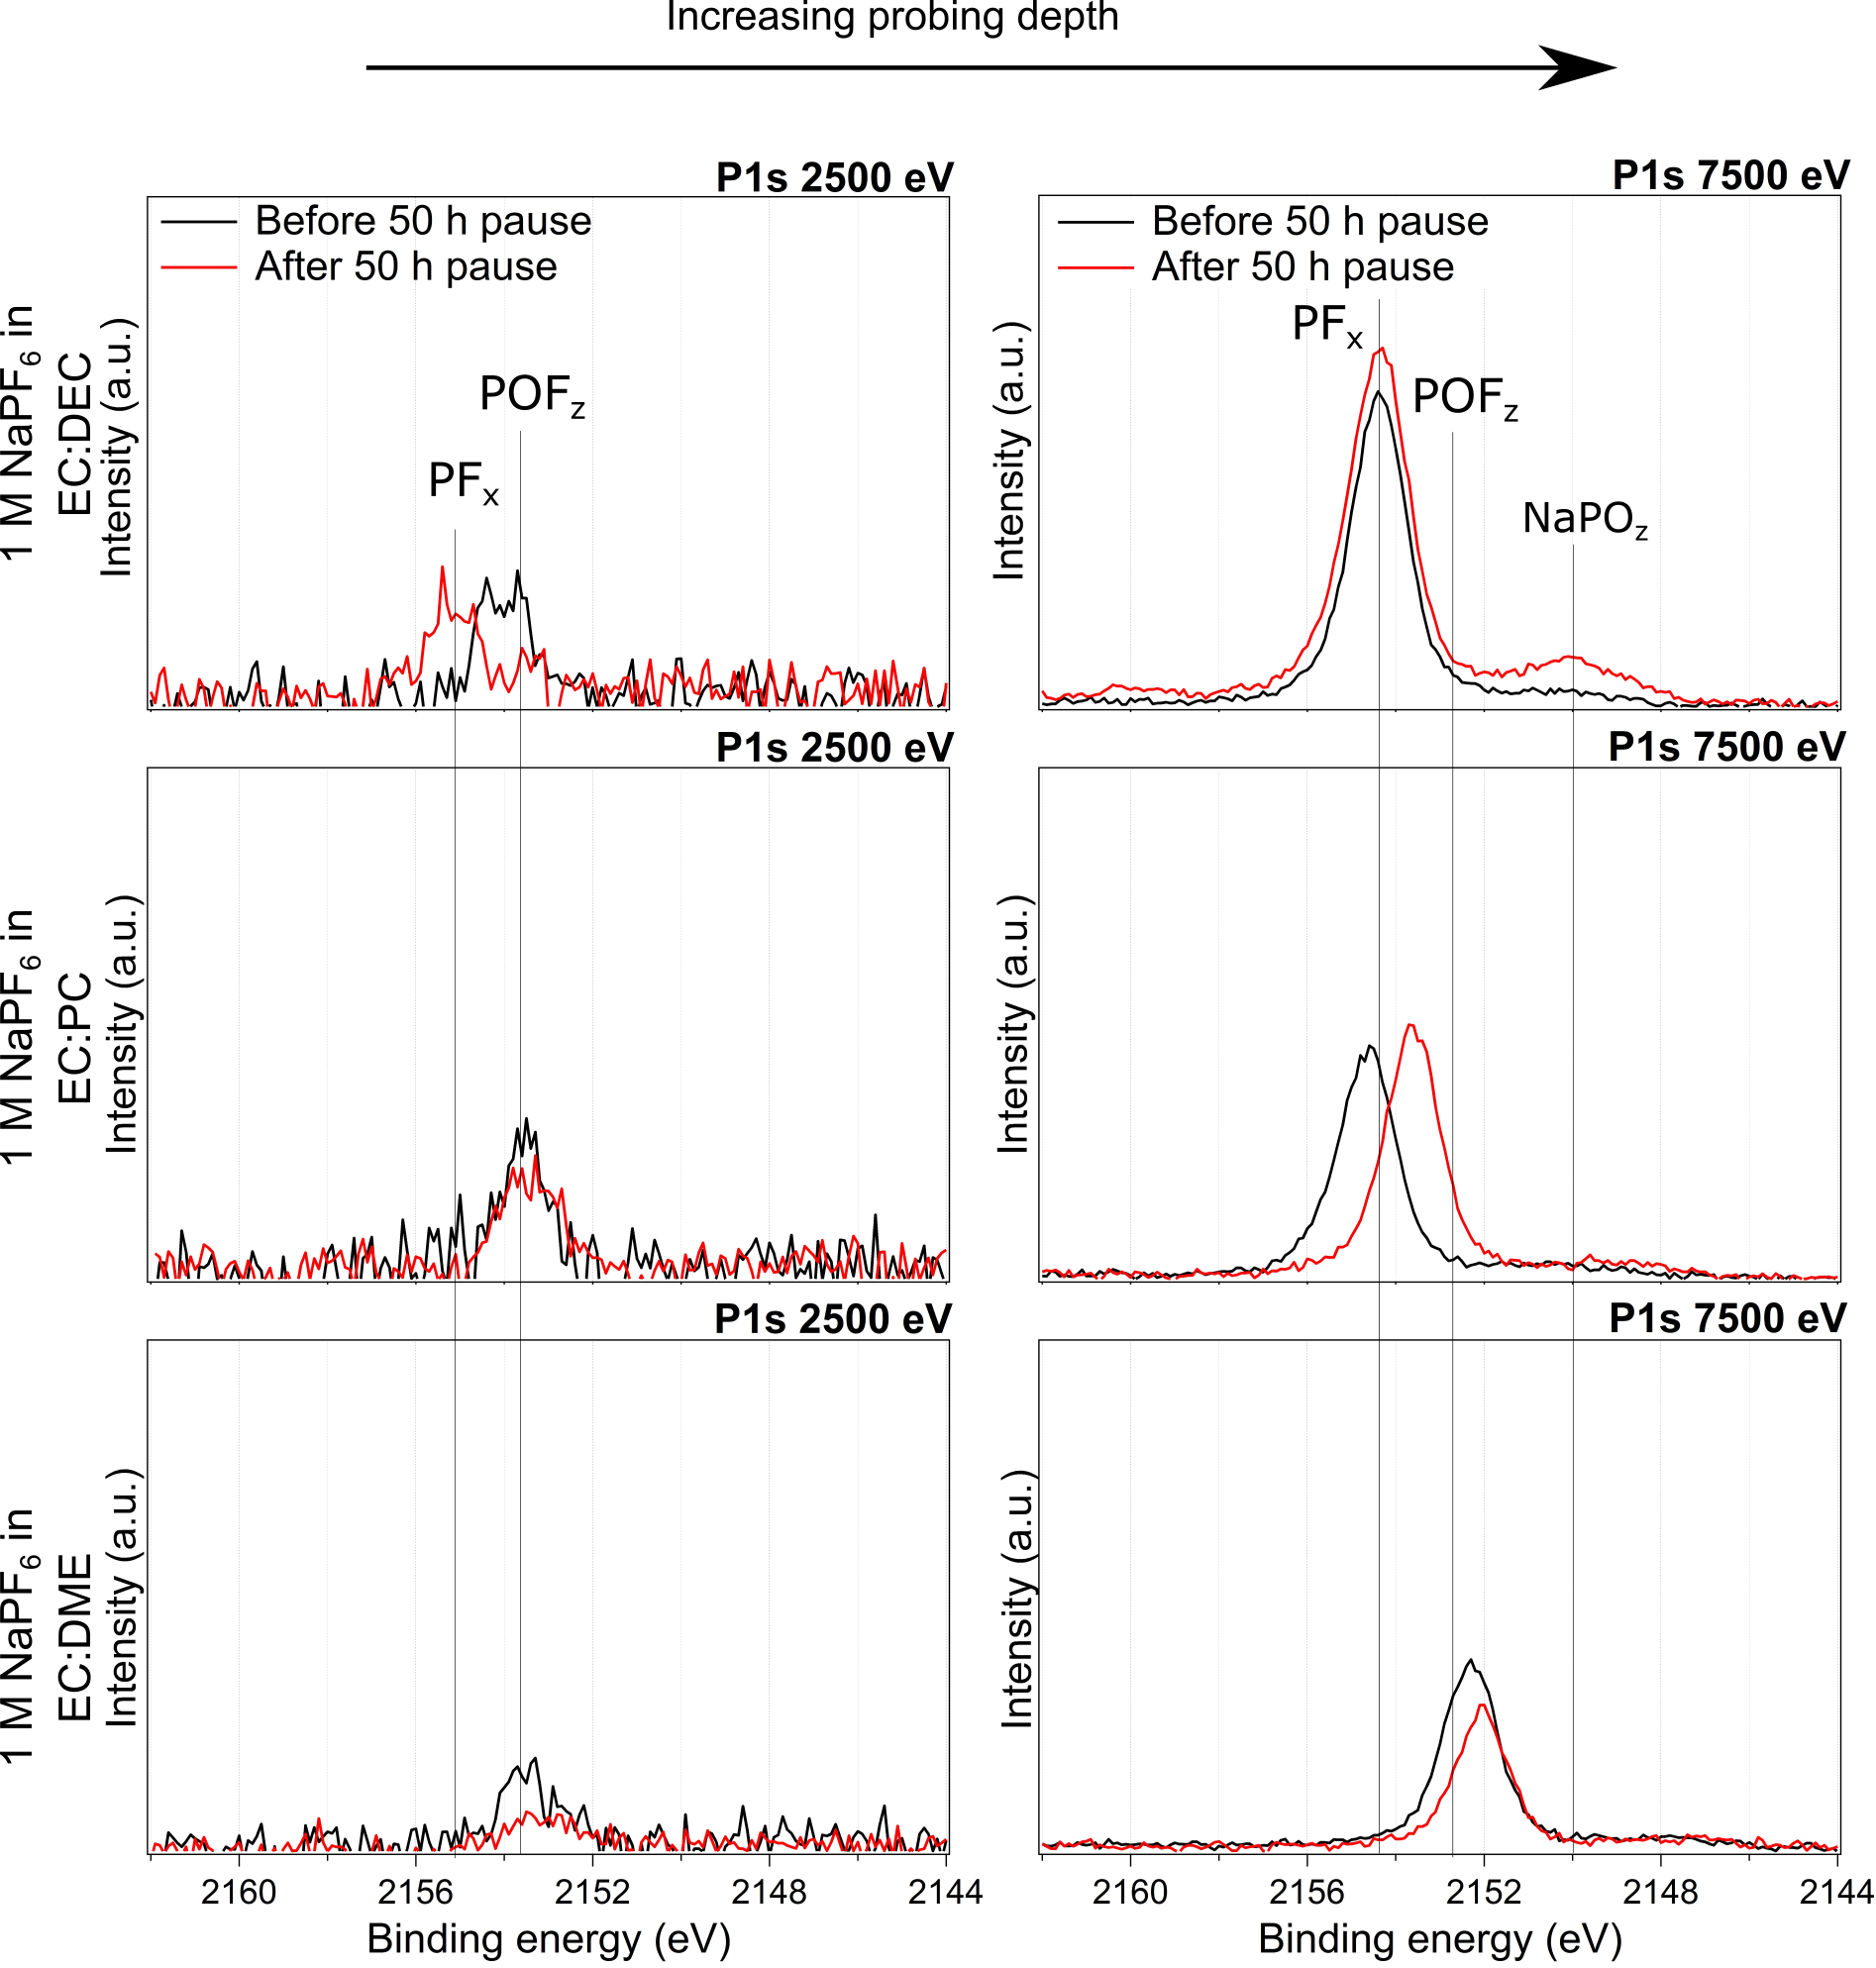 Increasing probing depth
P1s 2500 eV
P1s 7500 eV
1 M NaPF6 in
EC:DEC
Intensity (a.u.)
Before 50 h pause
After 50 h pause
POFz
PFx
Intensity (a.u.)
Before 50 h pause
After 50 h pause
PFx
POFz
NaPOz
P1s 2500 eV
P1s 7500 eV
1 M NaPF6 in
EC:PC
Intensity (a.u.)
Intensity (a.u.)
P1s 2500 eV
P1s 7500 eV
1 M NaPF6 in
EC:DME
Intensity (a.u.)
Intensity (a.u.)
2160 2156 2152 2148 2144
2160 2156 2152 2148 2144
Binding energy (eV)
Binding energy (eV)